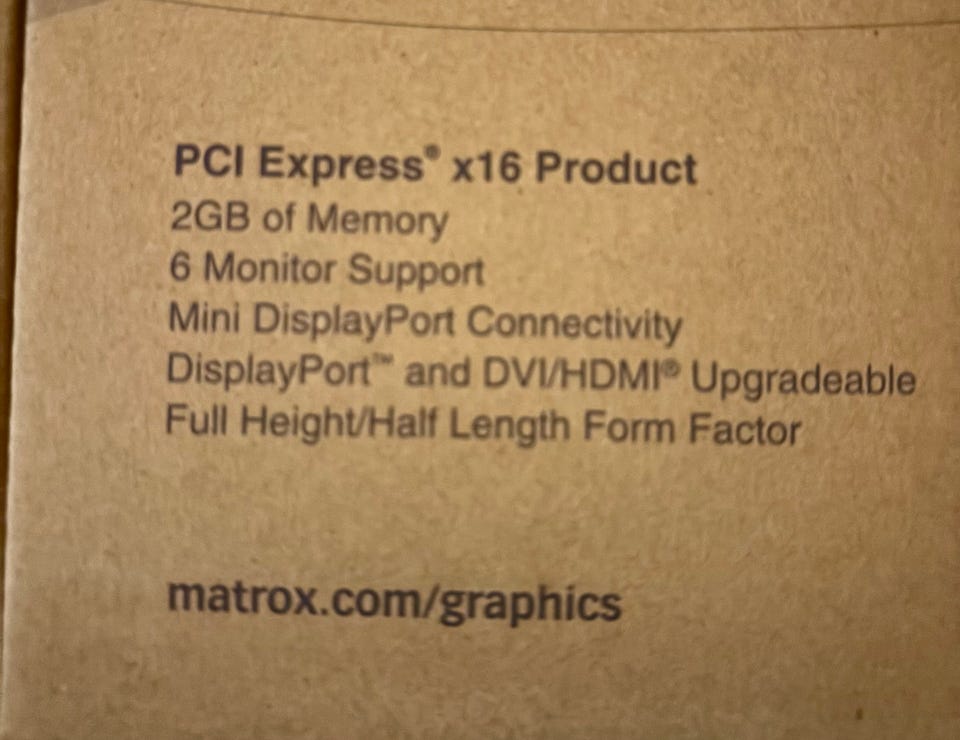 PCI Express® x16 Product
2GB of Memory
6 Monitor Support
Mini DisplayPort Connectivity
DisplayPort™ and DVI/HDMI® Upgradeable
Full Height/Half Length Form Factor
matrox.com/graphics